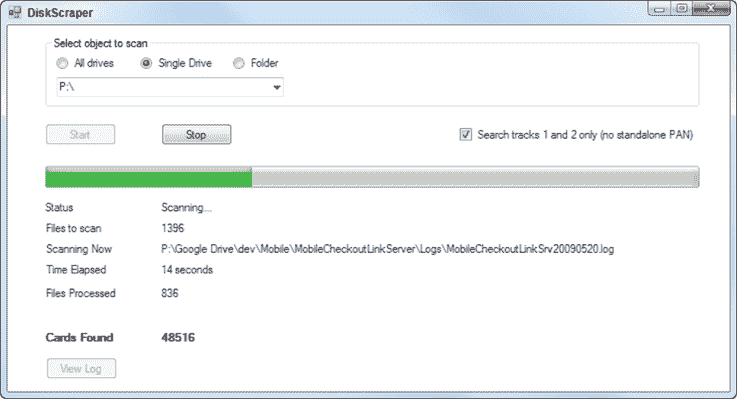 DiskScraper
Select object to scan
All drives Single Drive Folder
P:\
Start Stop Search tracks 1 and 2 only (no standalone PAN)
Status Scanning...
Files to scan 1396
Scanning Now P:\Google Drive\dev\Mobile\MobileCheckoutLinkServer\Logs\MobileCheckoutLinkSrv20090520.log
Time Elapsed 14 seconds
Files Processed 836
Cards Found 48516
View Log